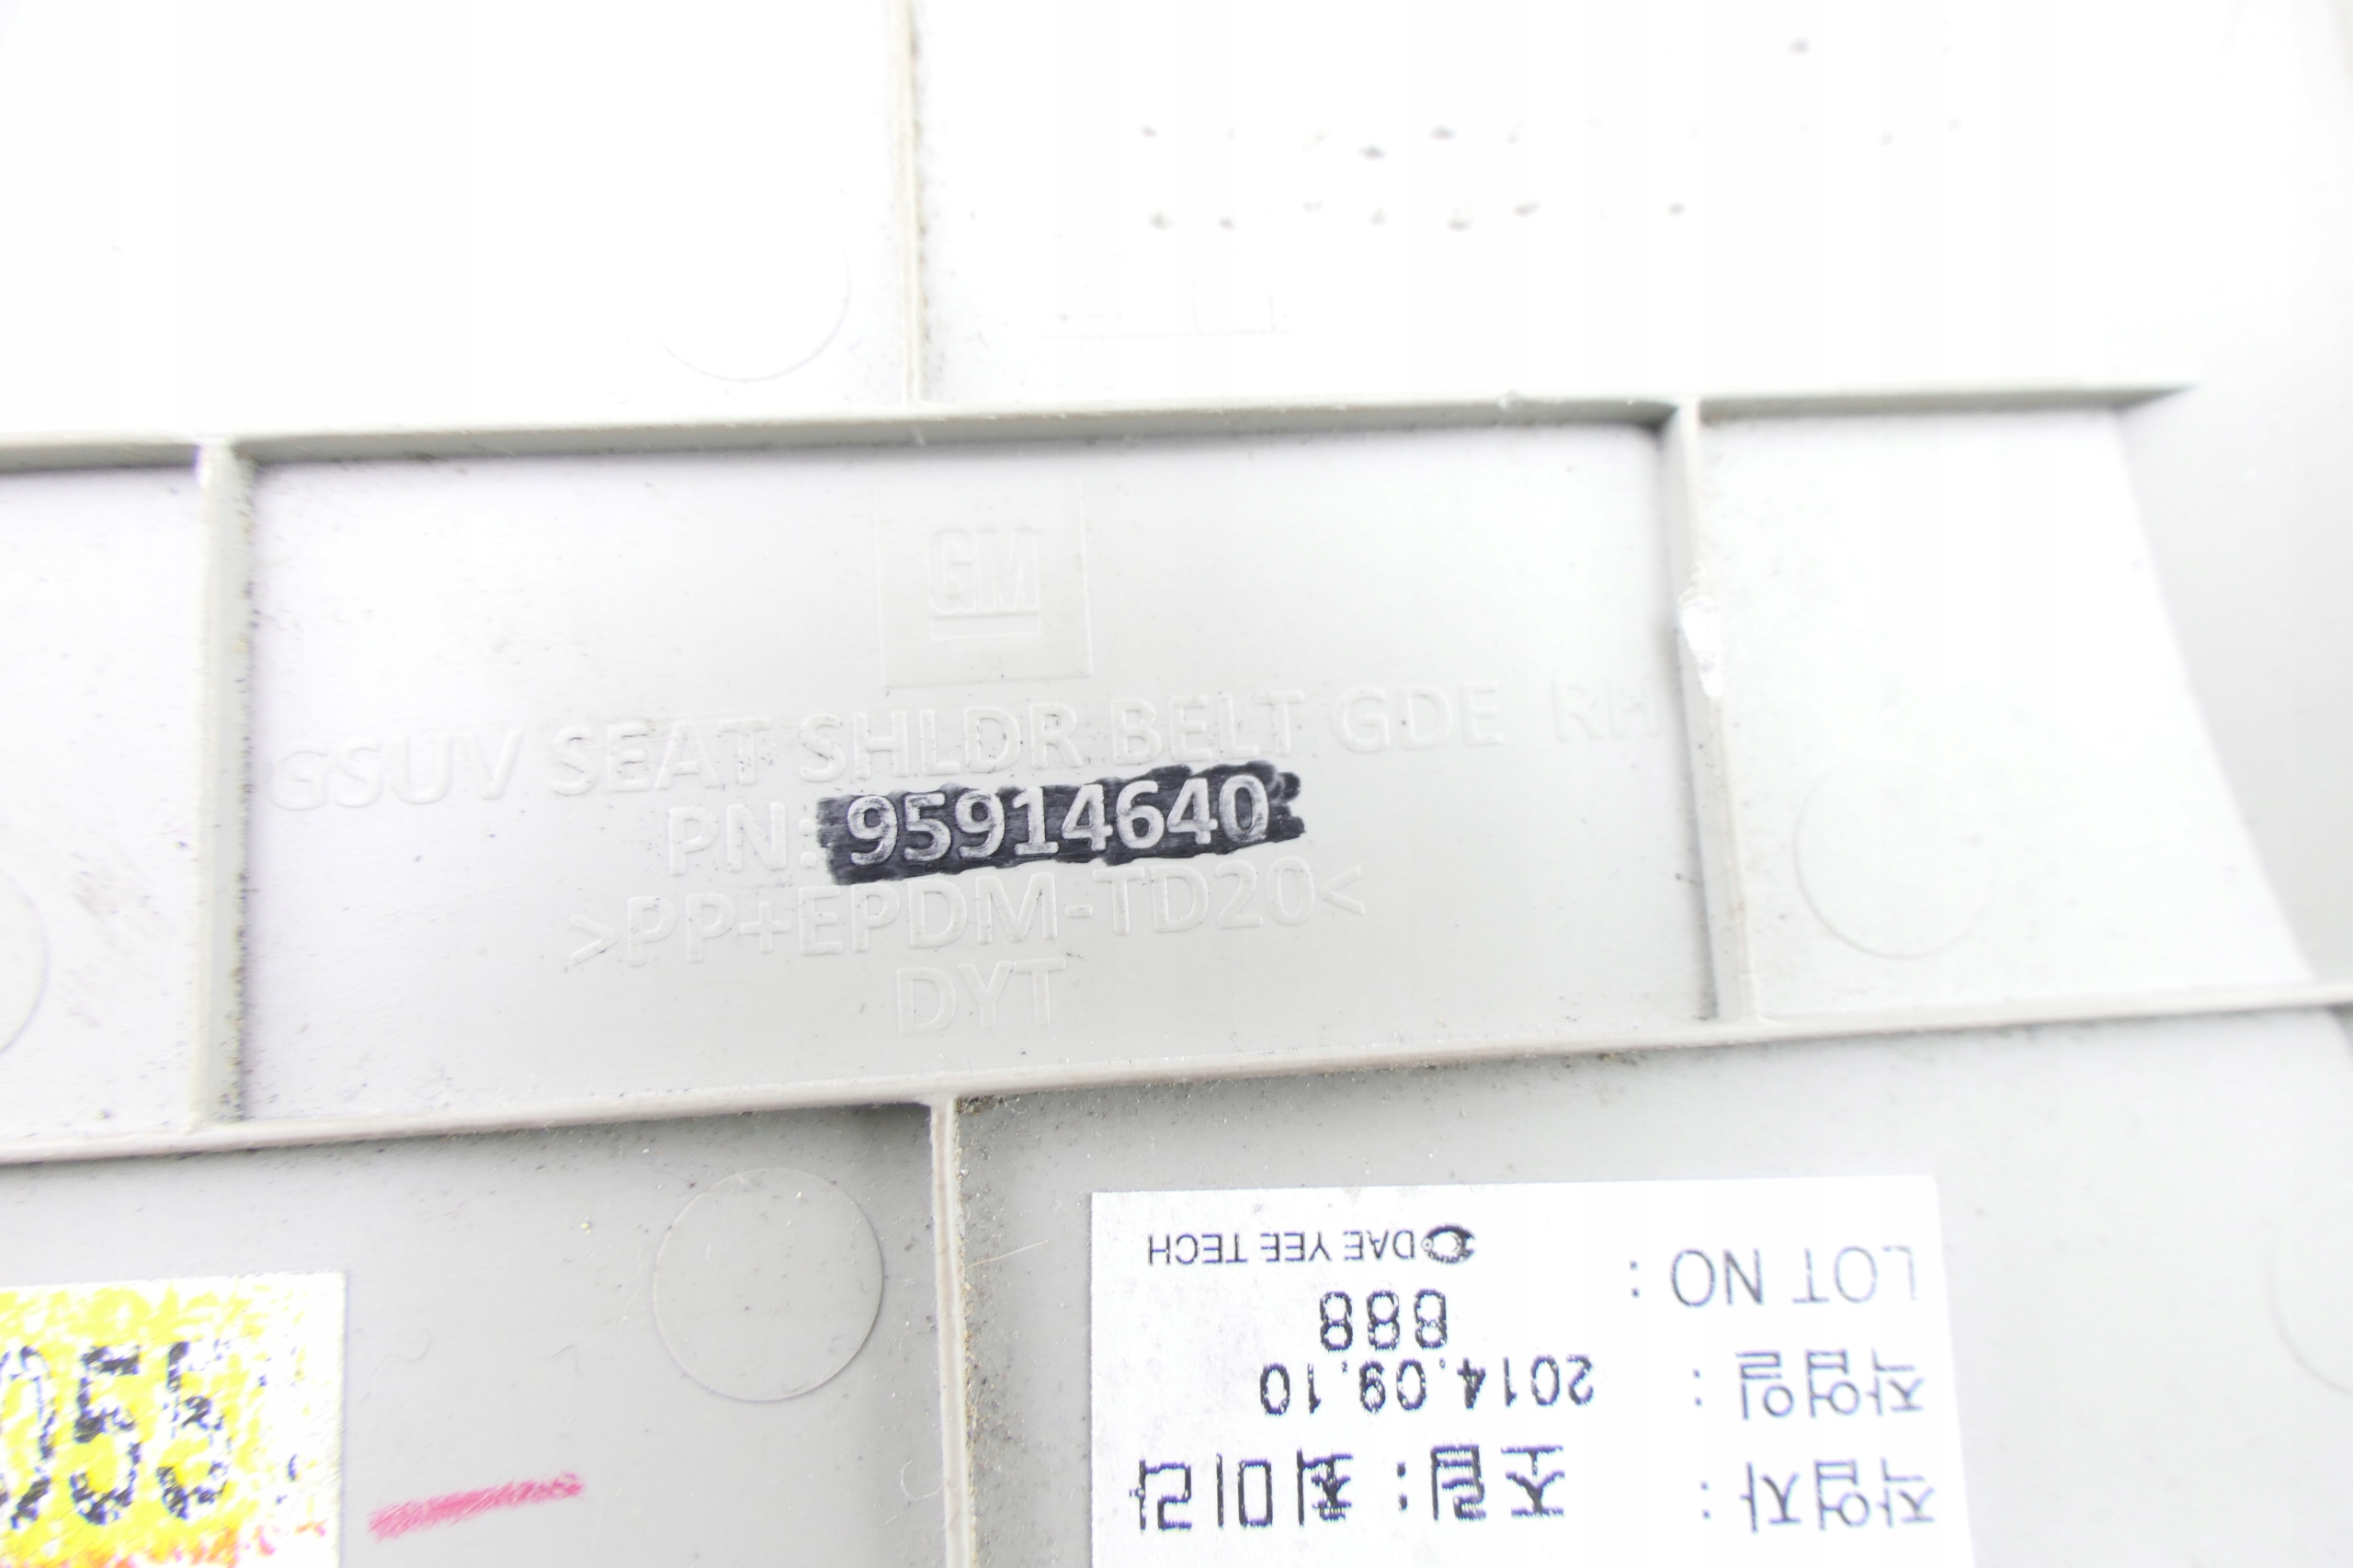 GM
GSUV SEAT SHLDR BELT GDE RH
PN: 95914640
>PP+EPDM-TD20<
DYT
작업자 : 조립 : 최미리
작업일 : 2014.09.10
LOT NO : 888
DAE YEE TECH